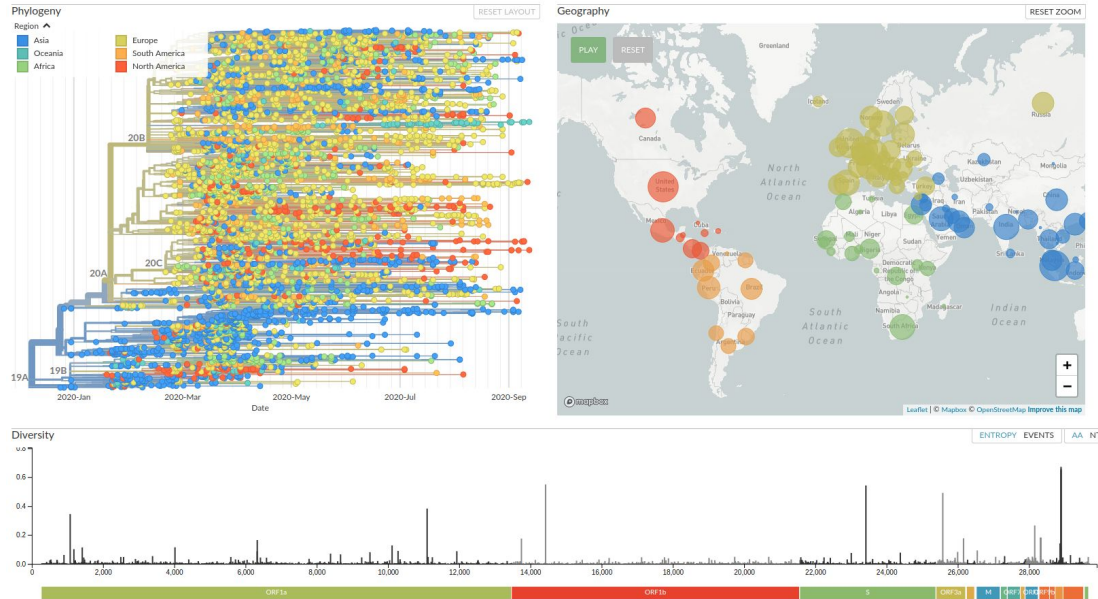 Phylogeny
RESET LAYOUT
Region
Asia
Oceania
Africa
Europe
South America
North America
20B
20A
20C
19B
19A
2020-Jan
2020-Mar
2020-May
2020-Jul
2020-Sep
Date
Geography
RESET ZOOM
PLAY
RESET
Greenland
Iceland
Sweden
Russia
Canada
United States
North
Atlantic
Ocean
Kazakhstan
Mongolia
Uzbekistan
Turkey
Iraq
Iran
China
Pakistan
Algeria
Libya
Cuba
Mali
Niger
Sudan
Yemen
Democratic
Republic of
the Congo
Angola
Namibia
Madagascar
South Africa
Brazil
Peru
Bolivia
Paraguay
Argentina
South
Atlantic
Ocean
Indian
Ocean
South
Ocean
+
−
mapbox
Leaflet | © Mapbox © OpenStreetMap Improve this map
Diversity
ENTROPY EVENTS
AA
0.8
0.6
0.4
0.2
0.0
0
2,000
4,000
6,000
8,000
10,000
12,000
14,000
16,000
18,000
20,000
22,000
24,000
26,000
28,000
ORF1a
ORF1b
S
ORF3a
M